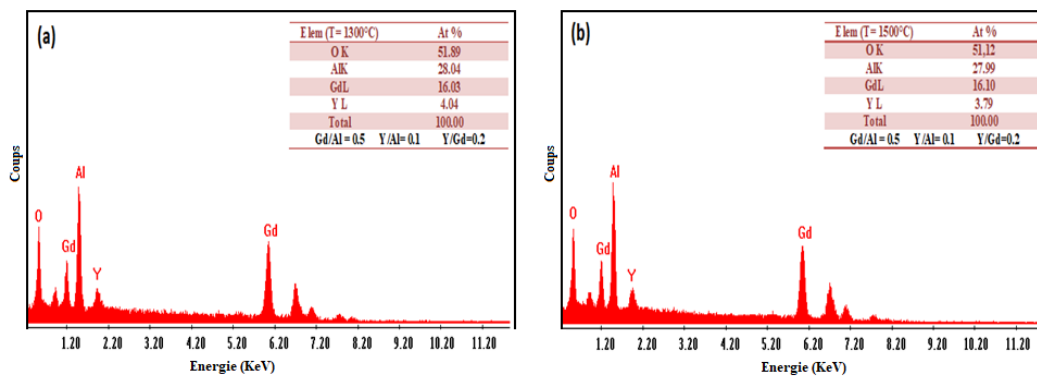 (a)
Elem (T= 1300°C) At %
O K 51.89
AlK 28.04
GdL 16.03
Y L 4.04
Total 100.00
Gd/Al = 0.5 Y/Al= 0.1 Y/Gd=0.2
Coups
O
Gd
Al
Y
Gd
1.20 2.20 3.20 4.20 5.20 6.20 7.20 8.20 9.20 10.20 11.20
Energie (KeV)
(b)
Elem (T= 1500°C) At %
O K 51,12
AlK 27.99
GdL 16.10
Y L 3.79
Total 100.00
Gd/Al = 0.5 Y/Al= 0.1 Y/Gd=0.2
Coups
O
Gd
Al
Y
Gd
1.20 2.20 3.20 4.20 5.20 6.20 7.20 8.20 9.20 10.20 11.20
Energie (KeV)